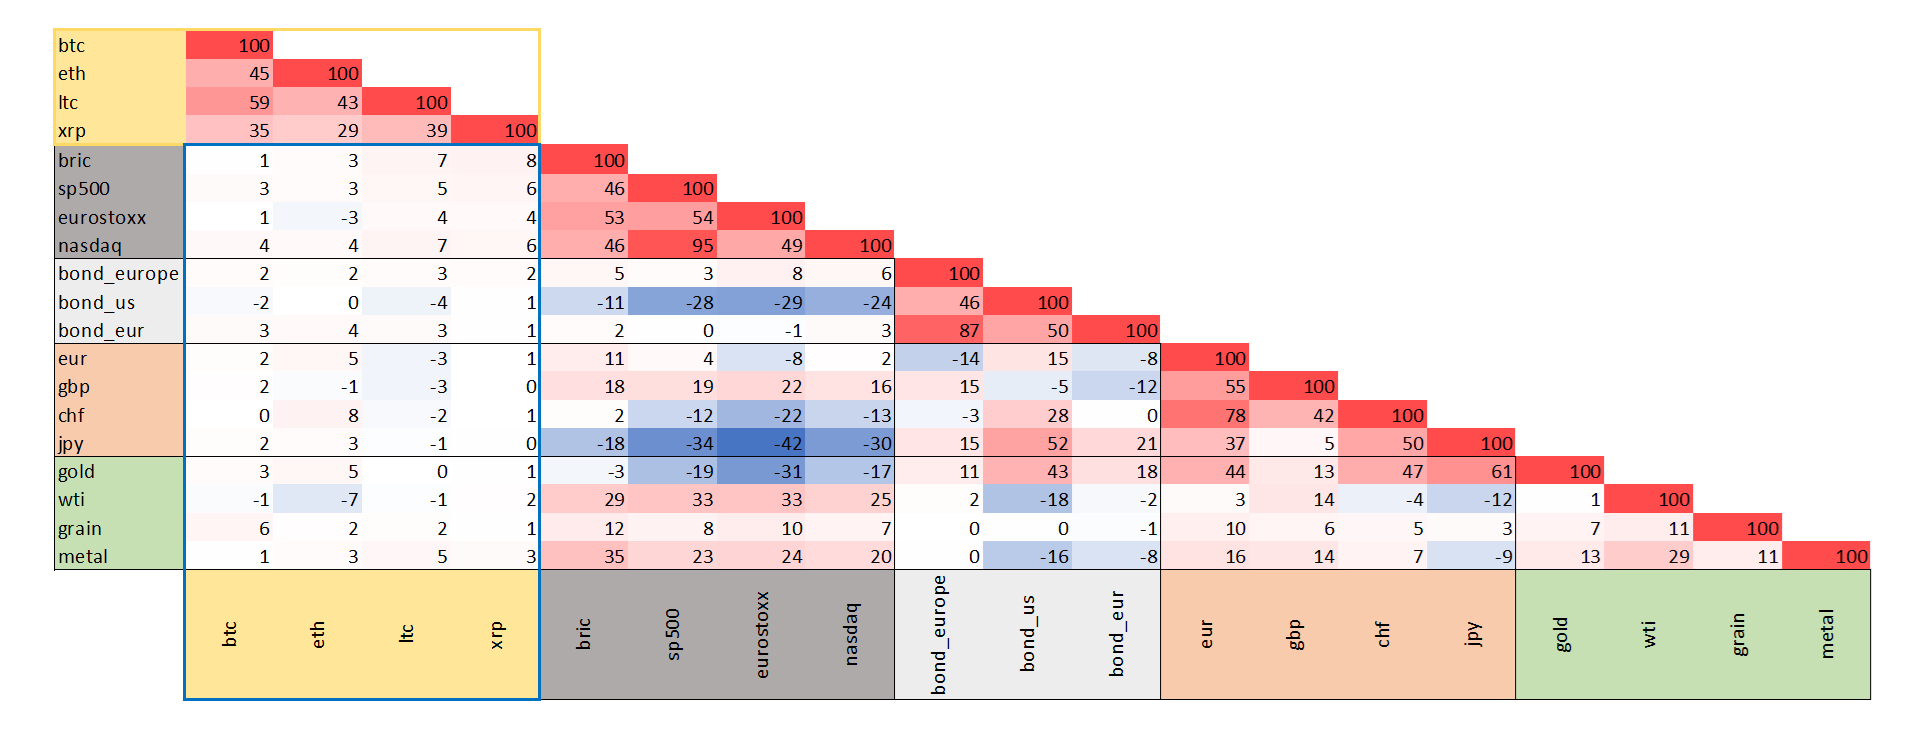 btc 100
eth 45 100
ltc 59 43 100
xrp 35 29 39 100
bric 1 3 7 8 100
sp500 3 3 5 6 46 100
eurostoxx 1 -3 4 4 53 54 100
nasdaq 4 4 7 6 46 95 49 100
bond_europe 2 2 3 2 5 3 8 6 100
bond_us -2 0 -4 1 -11 -28 -29 -24 46 100
bond_eur 3 4 3 1 2 0 -1 3 87 50 100
eur 2 5 -3 1 11 4 -8 2 -14 15 -8 100
gbp 2 -1 -3 0 18 19 22 16 15 -5 -12 55 100
chf 0 8 -2 1 2 -12 -22 -13 -3 28 0 78 42 100
jpy 2 3 -1 0 -18 -34 -42 -30 15 52 21 37 5 50 100
gold 3 5 0 1 -3 -19 -31 -17 11 43 18 44 13 47 61 100
wti -1 -7 -1 2 29 33 33 25 2 -18 -2 3 14 -4 -12 1 100
grain 6 2 2 1 12 8 10 7 0 0 -1 10 6 5 3 7 11 100
metal 1 3 5 3 35 23 24 20 0 -16 -8 16 14 7 -9 13 29 11 100
btc eth ltc xrp bric sp500 eurostoxx nasdaq bond_europe bond_us bond_eur eur gbp chf jpy gold wti grain metal